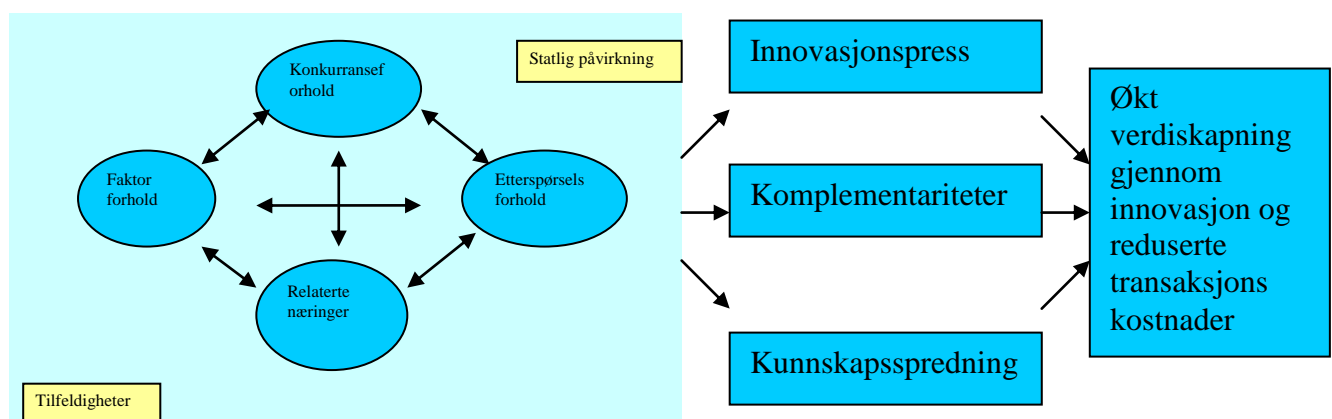 Statlig påvirkning
Konkurransef
orhold
Faktor
forhold
Etterspørsels
forhold
Relaterte
næringer
Tilfeldigheter
Innovasjonspress
Komplementariteter
Kunnskapsspredning
Økt
verdiskapning
gjennom
innovasjon og
reduserte
transaksjons
kostnader